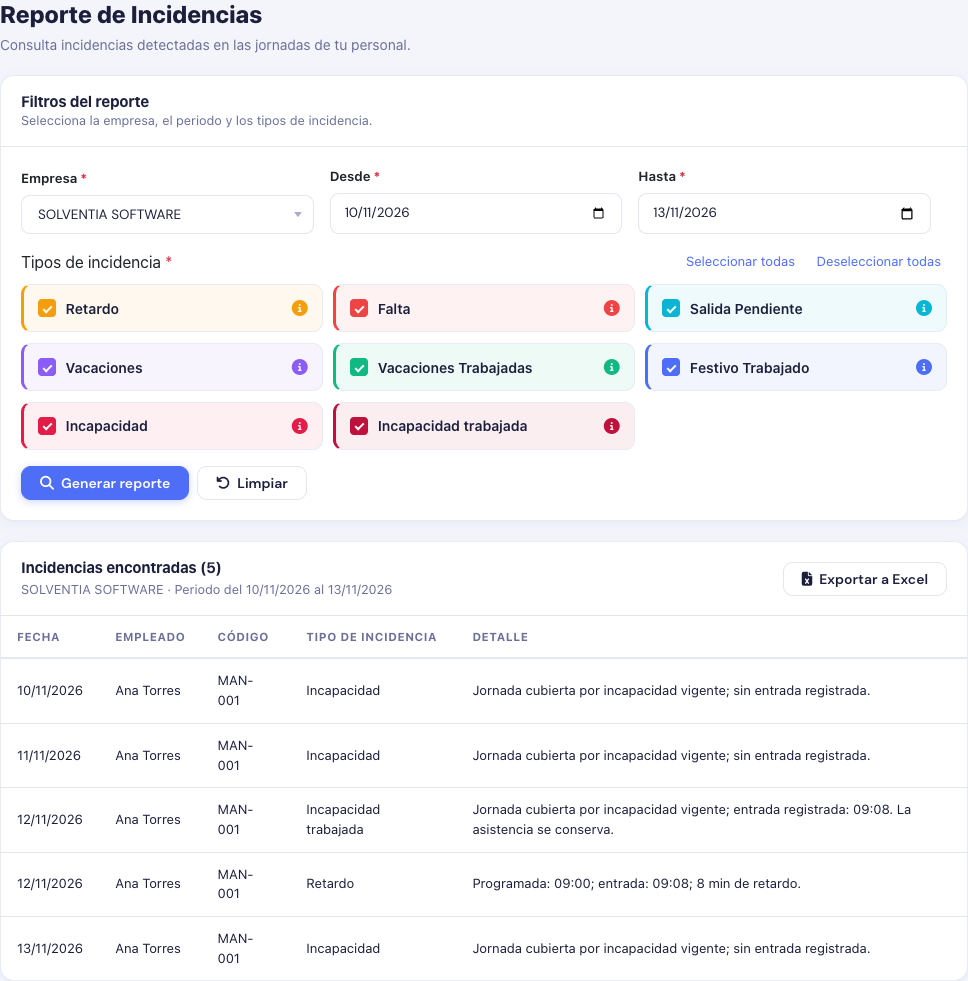 Reporte de Incidencias
Consulta incidencias detectadas en las jornadas de tu personal.
Filtros del reporte
Selecciona la empresa, el periodo y los tipos de incidencia.
Empresa * Desde * Hasta *
SOLVENTIA SOFTWARE 10/11/2026 13/11/2026
Tipos de incidencia * Seleccionar todas Deseleccionar todas
Retardo Falta Salida Pendiente
Vacaciones Vacaciones Trabajadas Festivo Trabajado
Incapacidad Incapacidad trabajada
Generar reporte Limpiar
Incidencias encontradas (5)
SOLVENTIA SOFTWARE · Periodo del 10/11/2026 al 13/11/2026
Exportar a Excel
FECHA EMPLEADO CÓDIGO TIPO DE INCIDENCIA DETALLE
10/11/2026 Ana Torres MAN-
001 Incapacidad Jornada cubierta por incapacidad vigente; sin entrada registrada.
11/11/2026 Ana Torres MAN-
001 Incapacidad Jornada cubierta por incapacidad vigente; sin entrada registrada.
12/11/2026 Ana Torres MAN-
001 Incapacidad
trabajada Jornada cubierta por incapacidad vigente; entrada registrada: 09:08. La
asistencia se conserva.
12/11/2026 Ana Torres MAN-
001 Retardo Programada: 09:00; entrada: 09:08; 8 min de retardo.
13/11/2026 Ana Torres MAN-
001 Incapacidad Jornada cubierta por incapacidad vigente; sin entrada registrada.